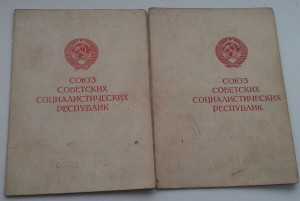 СОЮЗ
СОВЕТСКИХ
СОЦИАЛИСТИЧЕСКИХ
РЕСПУБЛИК
СОЮЗ
СОВЕТСКИХ
СОЦИАЛИСТИЧЕСКИХ
РЕСПУБЛИК